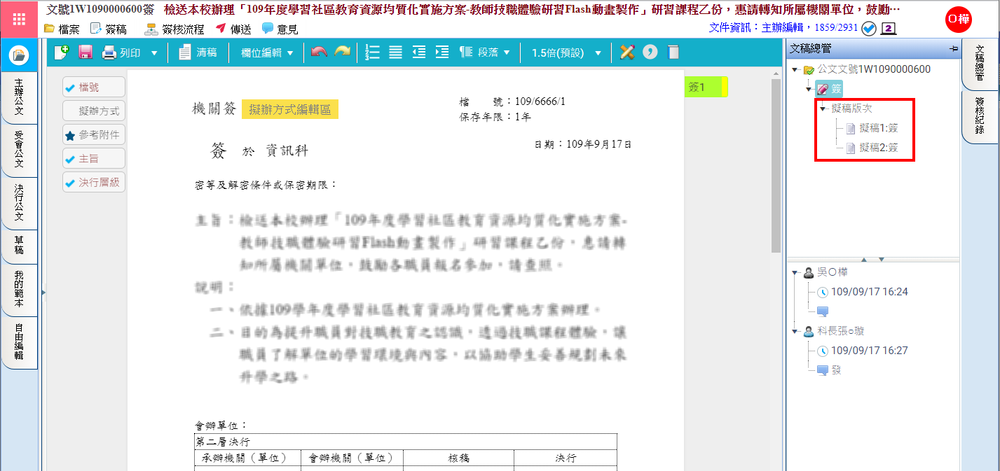 文號1W1090000600簽 檢送本校辦理「109年度學習社區教育資源均質化實施方案-教師技職體驗研習Flash動畫製作」研習課程乙份，惠請轉知所屬機關單位，鼓勵…
檔案 簽稿 簽核流程 傳送 意見
文件資訊：主辦編輯，1859/2931 2
O樺
列印 清稿 欄位編輯 段落 1.5倍(預設)
主辦公文
受會公文
決行公文
草稿
我的範本
自由編輯
檔號
擬辦方式
參考附件
主旨
決行層級
機關簽 擬辦方式編輯區
檔 號：109/6666/1
保存年限：1年
簽 於 資訊科
日期：109年9月17日
密等及解密條件或保密期限：
主旨：檢送本校辦理「109年度學習社區教育資源均質化實施方案-
教師技職體驗研習Flash動畫製作」研習課程乙份，惠請轉
知所屬機關單位，鼓勵各職員報名參加，請查照。
說明：
一、依據109學年度學習社區教育資源均質化實施方案辦理。
二、目的為提升職員對技職教育之認識，透過技職課程體驗，讓
職員了解單位的學習環境與內容，以協助學生妥善規劃未來
升學之路。
會辦單位：
第二層決行
承辦機關（單位） 會辦機關（單位） 核稿 決行
簽1
文稿總管
公文文號1W1090000600
簽
擬稿版次
擬稿1:簽
擬稿2:簽
吳O樺
109/09/17 16:24
科長張○璇
109/09/17 16:27
發
文稿總管
簽核紀錄